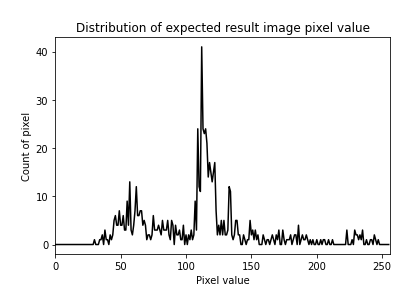 Distribution of expected result image pixel value
Count of pixel
40
30
20
10
0
0 50 100 150 200 250
Pixel value